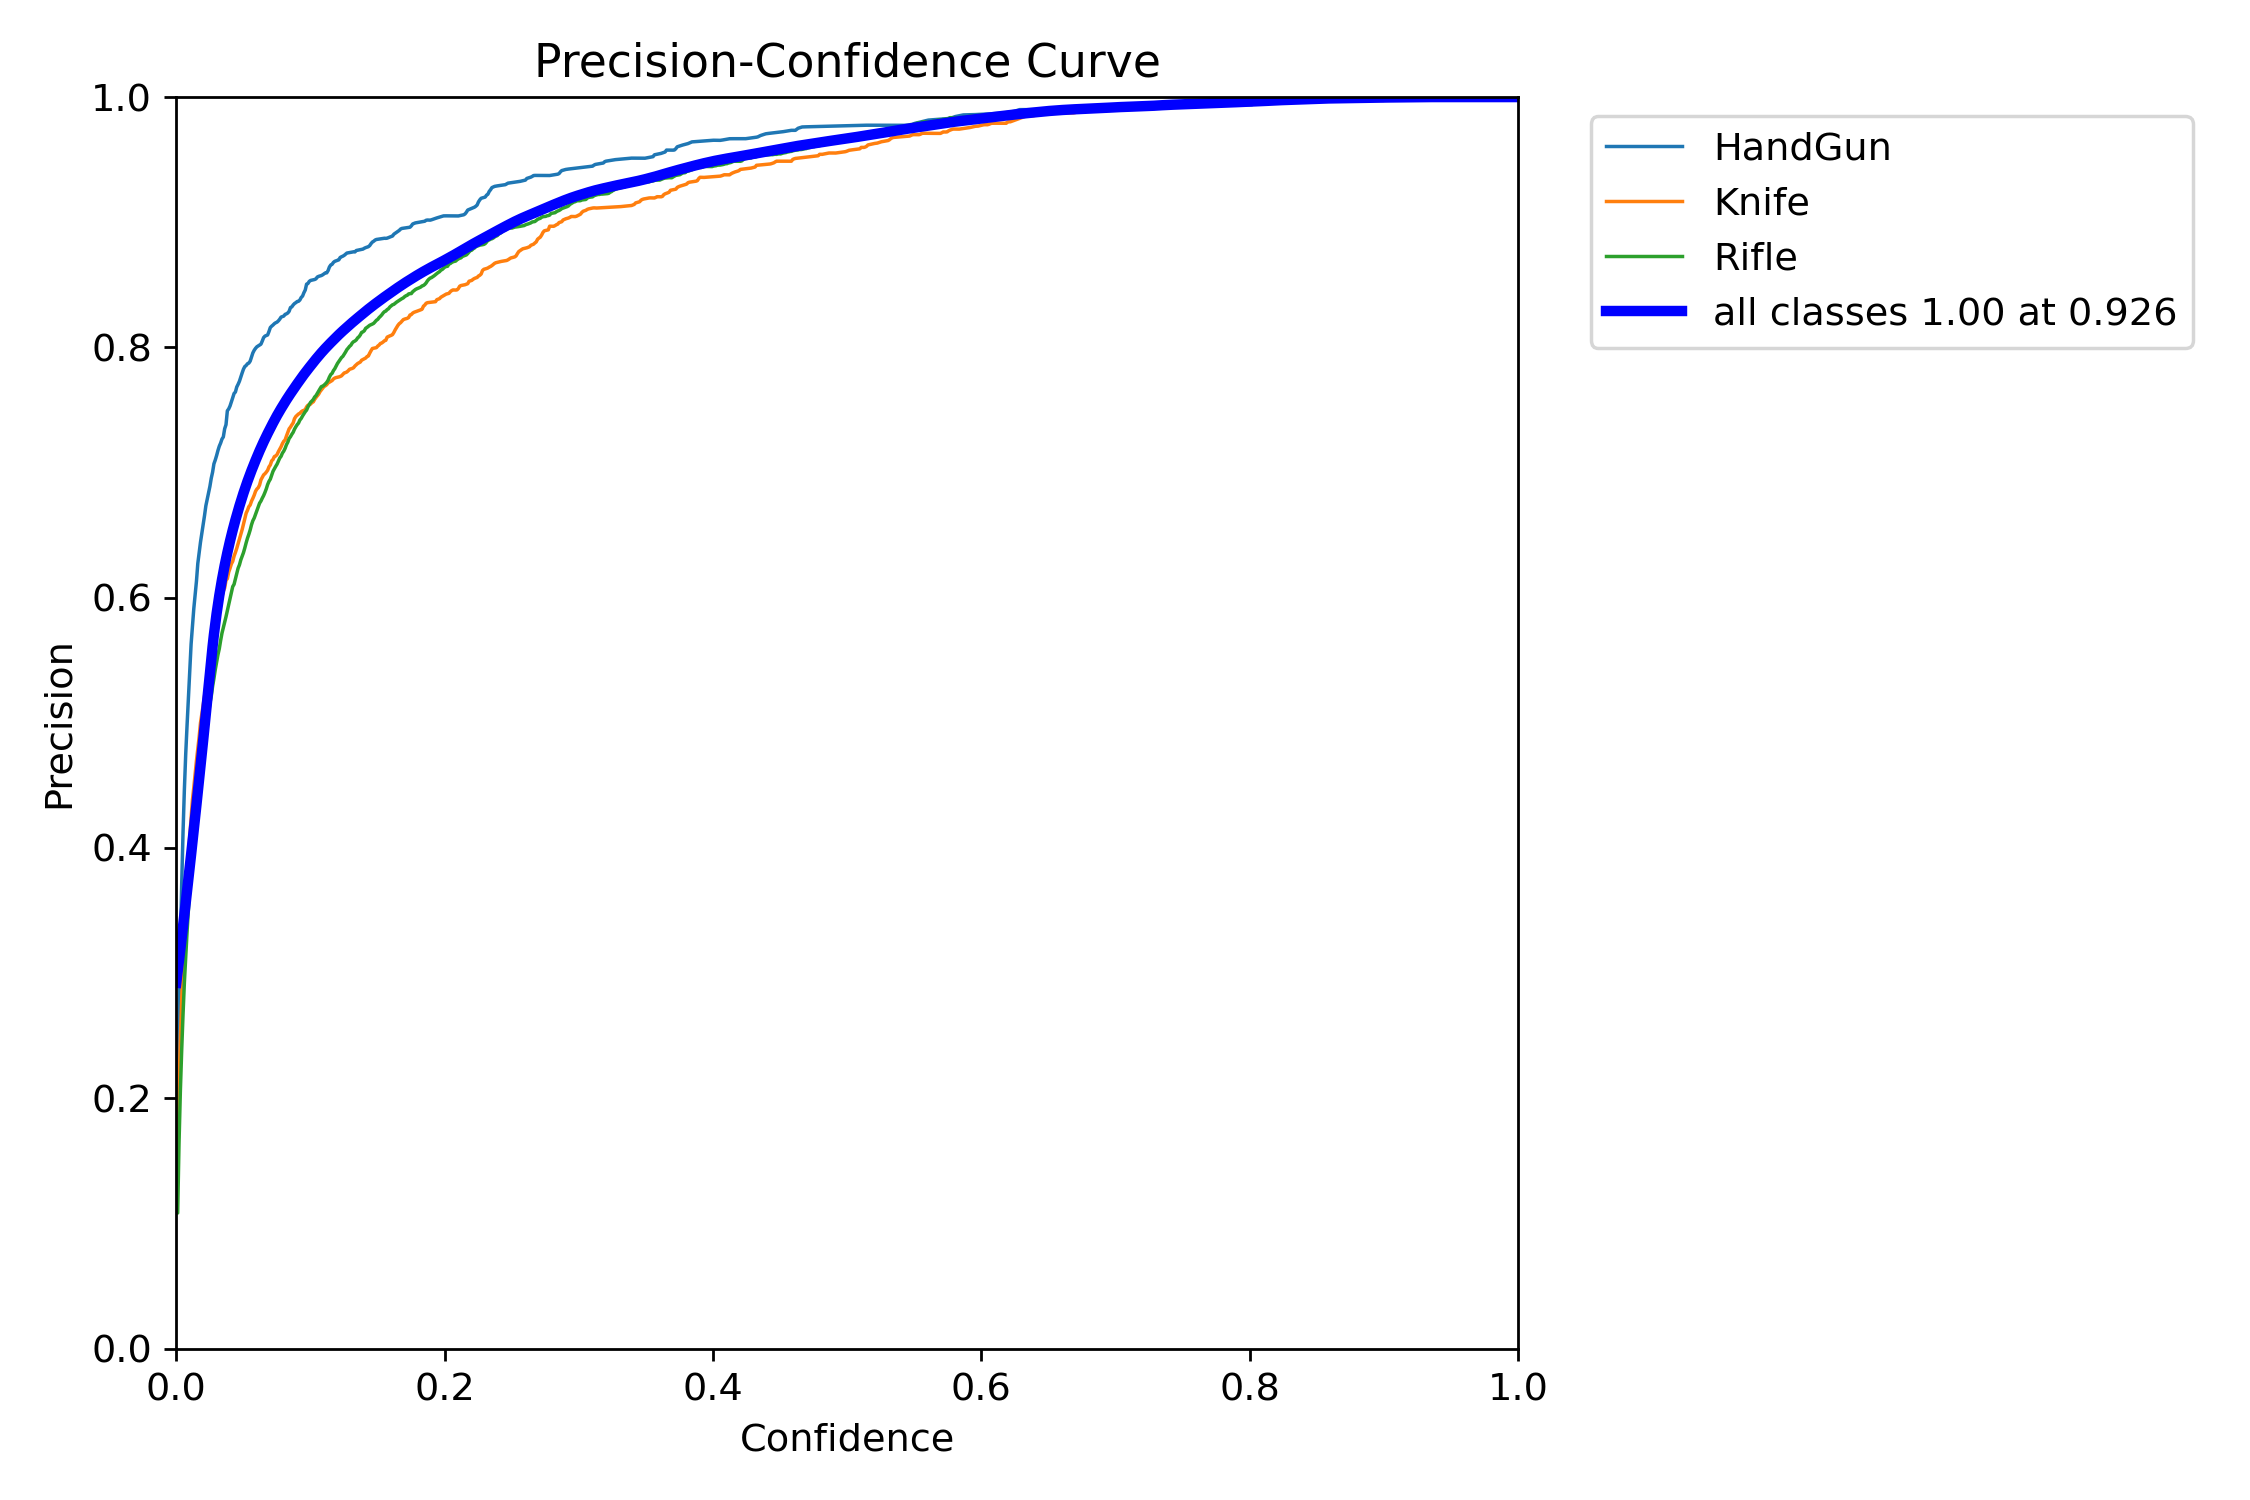 Precision-Confidence Curve
1.0
0.8
0.6
0.4
0.2
0.0
Precision
0.0 0.2 0.4 0.6 0.8 1.0
Confidence
HandGun
Knife
Rifle
all classes 1.00 at 0.926